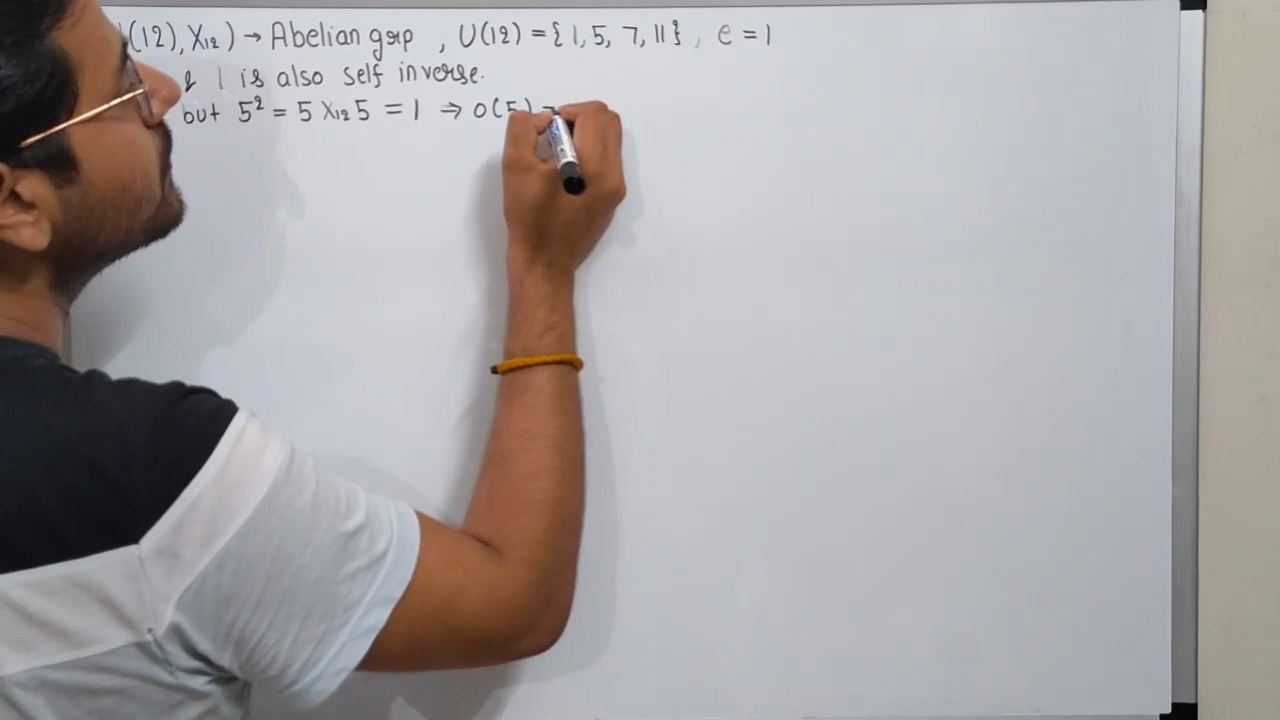 (12), X₁₂) → Abelian grp , U(12) = {1, 5, 7, 11} , e = 1
& 1 is also self inverse.
but 5² = 5 X₁₂ 5 = 1 ⇒ o(5) =